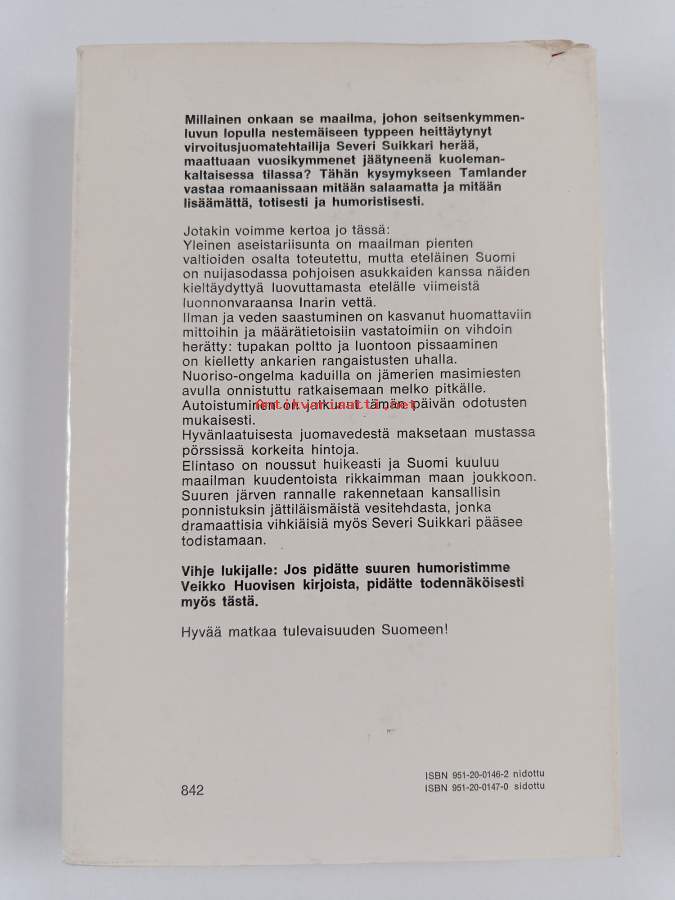 Millainen onkaan se maailma, johon seitsenkymmen-
luvun lopulla nestemäiseen typpeen heittäytynyt
virvoitusjuomatehtailija Severi Suikkari herää,
maattuaan vuosikymmenet jäätyneenä kuoleman-
kaltaisessa tilassa? Tähän kysymykseen Tamlander
vastaa romaanissaan mitään salaamatta ja mitään
lisäämättä, totisesti ja humoristisesti.
Jotakin voimme kertoa jo tässä:
Yleinen aseistariisunta on maailman pienten
valtioiden osalta toteutettu, mutta eteläinen Suomi
on nuijasodassa pohjoisen asukkaiden kanssa näiden
kieltäydyttyä luovuttamasta etelälle viimeistä
luonnonvaraansa Inarin vettä.
Ilman ja veden saastuminen on kasvanut huomattaviin
mittoihin ja määrätietoisiin vastatoimiin on vihdoin
herätty: tupakan poltto ja luontoon pissaaminen
on kielletty ankarien rangaistusten uhalla.
Nuoriso-ongelma kaduilla on jämerien masimiesten
avulla onnistuttu ratkaisemaan melko pitkälle.
Autoistuminen on jatkunut tämän päivän odotusten
Antikvariaatti.net
mukaisesti.
Hyvänlaatuisesta juomavedestä maksetaan mustassa
pörssissä korkeita hintoja.
Elintaso on noussut huikeasti ja Suomi kuuluu
maailman kuudentoista rikkaimman maan joukkoon.
Suuren järven rannalle rakennetaan kansallisin
ponnistuksin jättiläismäistä vesitehdasta, jonka
dramaattisia vihkiäisiä myös Severi Suikkari pääsee
todistamaan.
Vihje lukijalle: Jos pidätte suuren humoristimme
Veikko Huovisen kirjoista, pidätte todennäköisesti
myös tästä.
Hyvää matkaa tulevaisuuden Suomeen!
842
ISBN 951-20-0146-2 nidottu
ISBN 951-20-0147-0 sidottu